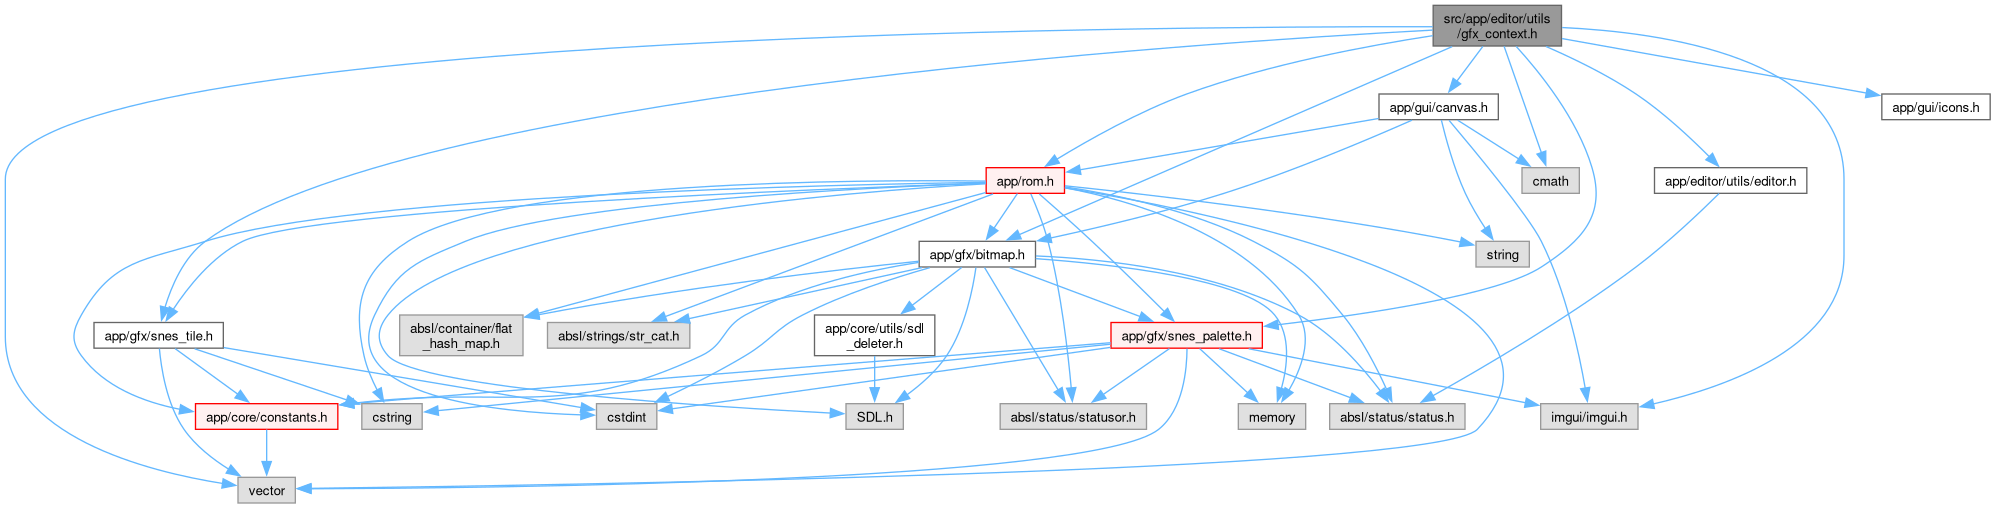 src/app/editor/utils
/gfx_context.h
app/gui/canvas.h
app/gui/icons.h
app/rom.h
cmath
app/editor/utils/editor.h
app/gfx/bitmap.h
string
absl/container/flat
_hash_map.h
absl/strings/str_cat.h
app/core/utils/sdl
_deleter.h
app/gfx/snes_tile.h
app/gfx/snes_palette.h
app/core/constants.h
cstring
cstdint
SDL.h
absl/status/statusor.h
memory
absl/status/status.h
imgui/imgui.h
vector